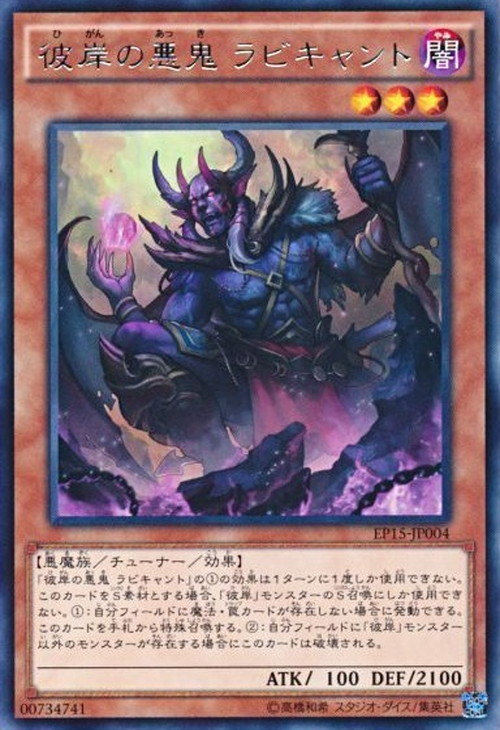 彼岸の悪鬼 ラビキャント
闇
EP15-JP004
【悪魔族／チューナー／効果】
「彼岸の悪鬼 ラビキャント」の①の効果は１ターンに１度しか使用できない。
このカードをＳ素材とする場合、「彼岸」モンスターのＳ召喚にしか使用でき
ない。①：自分フィールドに魔法・罠カードが存在しない場合に発動できる。
このカードを手札から特殊召喚する。②：自分フィールドに「彼岸」モンスター
以外のモンスターが存在する場合にこのカードは破壊される。
ATK/ 100 DEF/2100
00734741
©高橋和希 スタジオ・ダイス/集英社